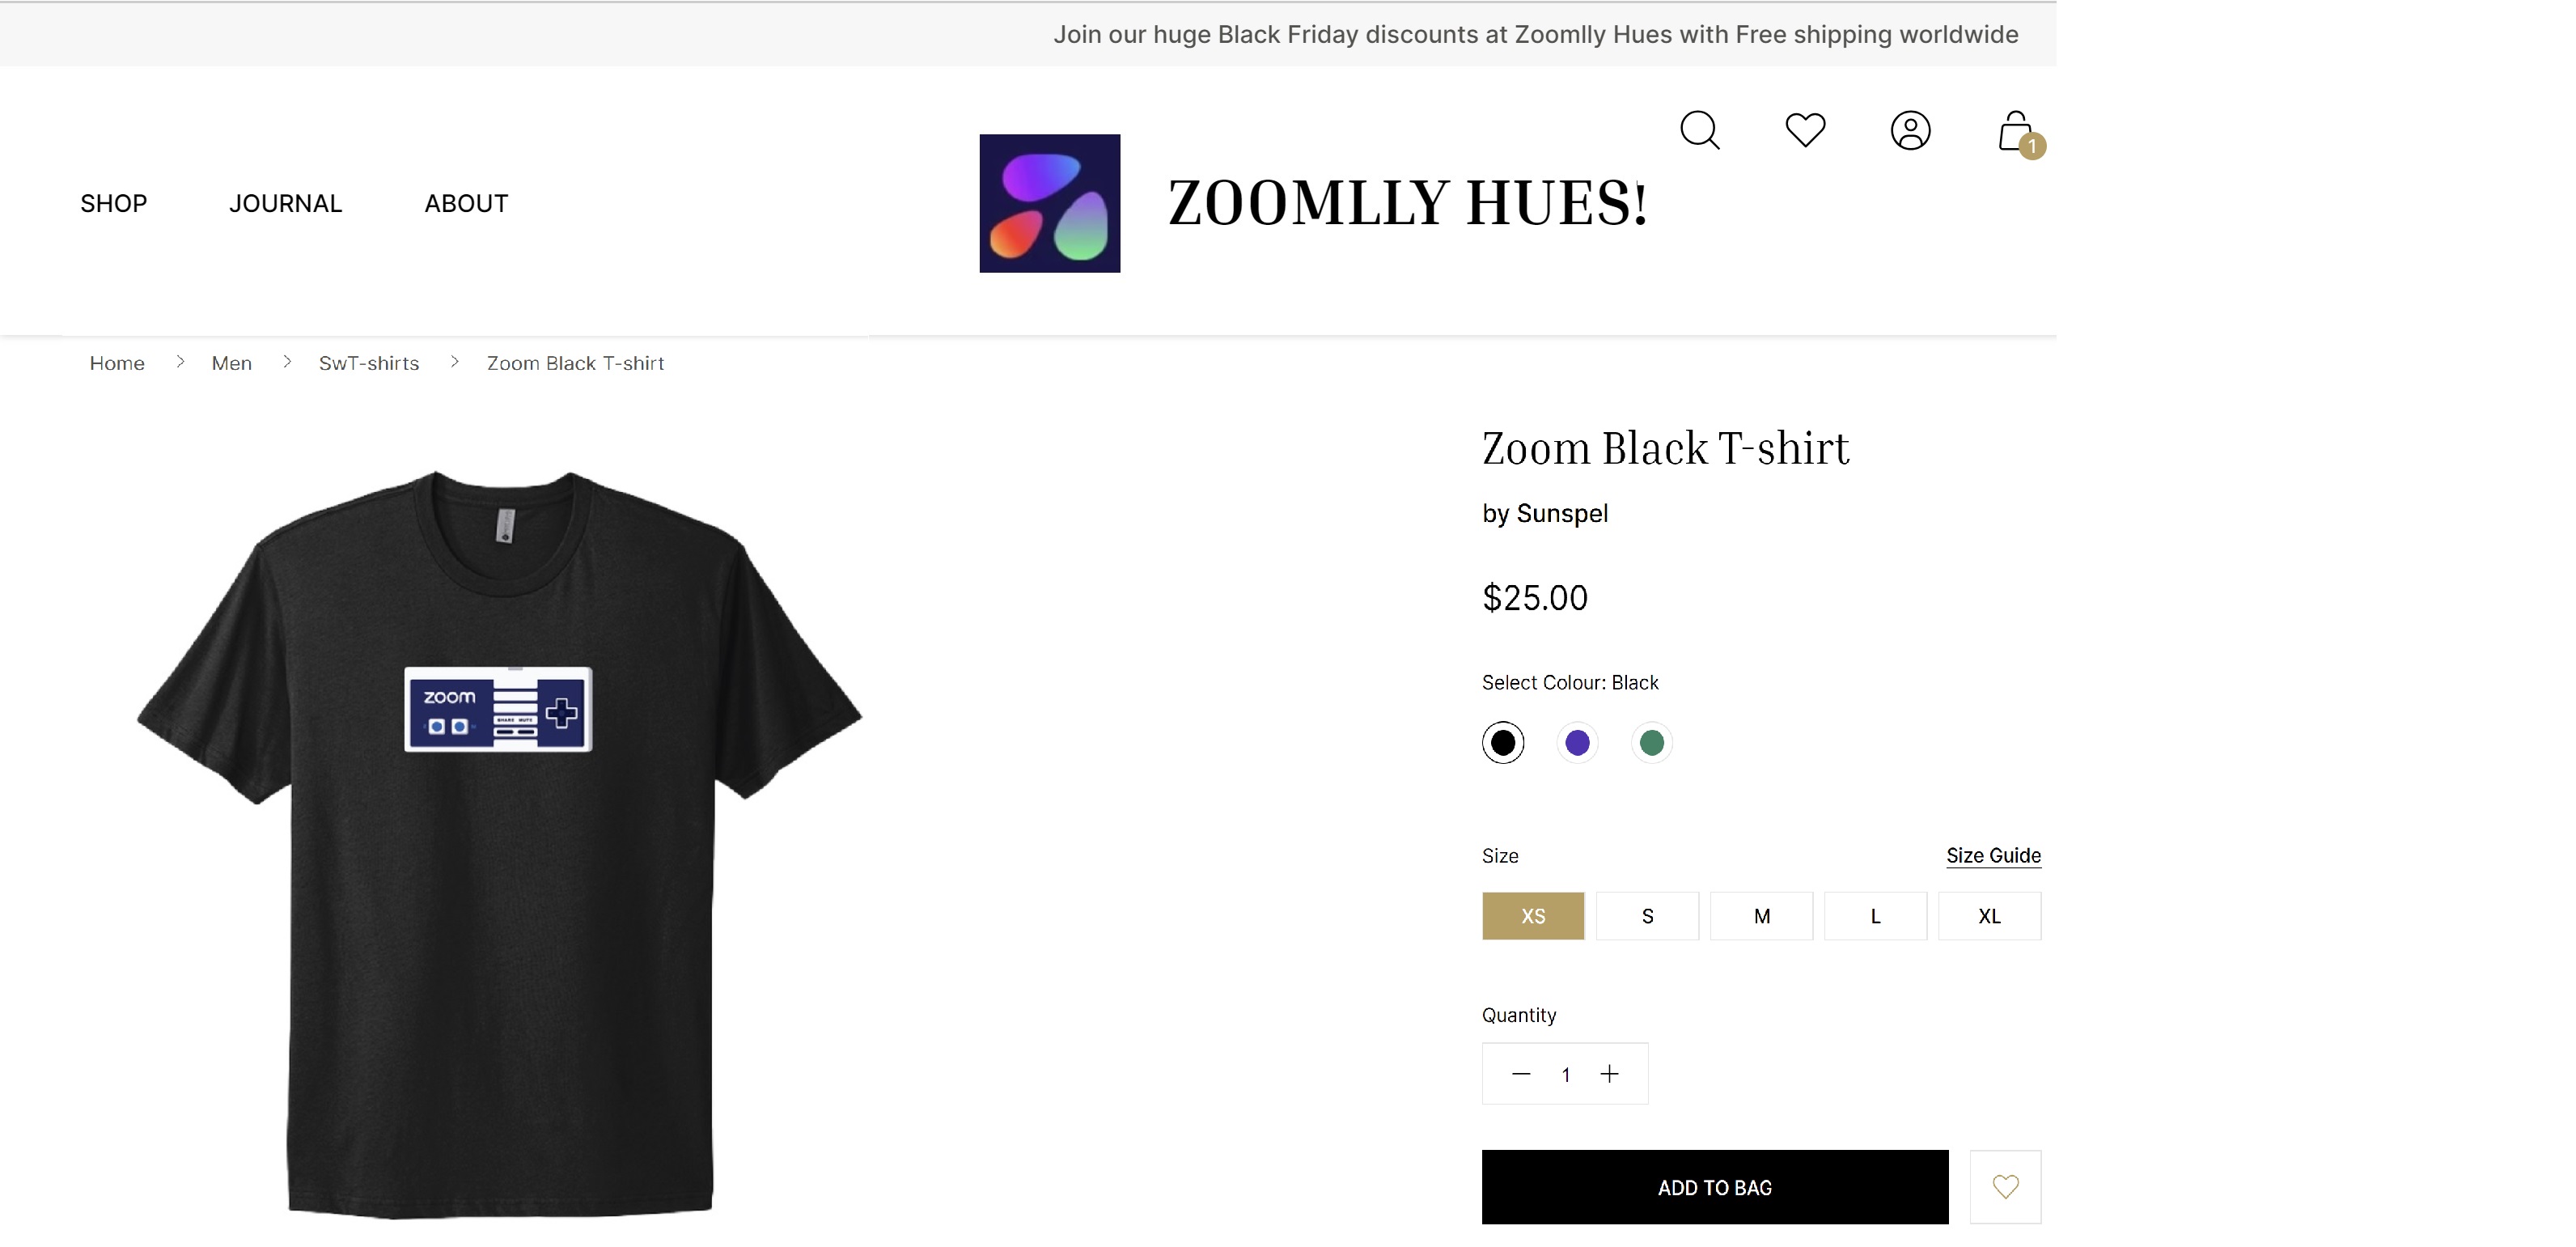 Join our huge Black Friday discounts at Zoomlly Hues with Free shipping worldwide
SHOP JOURNAL ABOUT
ZOOMLLY HUES!
1
Home > Men > SwT-shirts > Zoom Black T-shirt
Zoom Black T-shirt
by Sunspel
$25.00
Select Colour: Black
Size Size Guide
XS S M L XL
Quantity
− 1 +
ADD TO BAG
zoom
SHARE MUTE